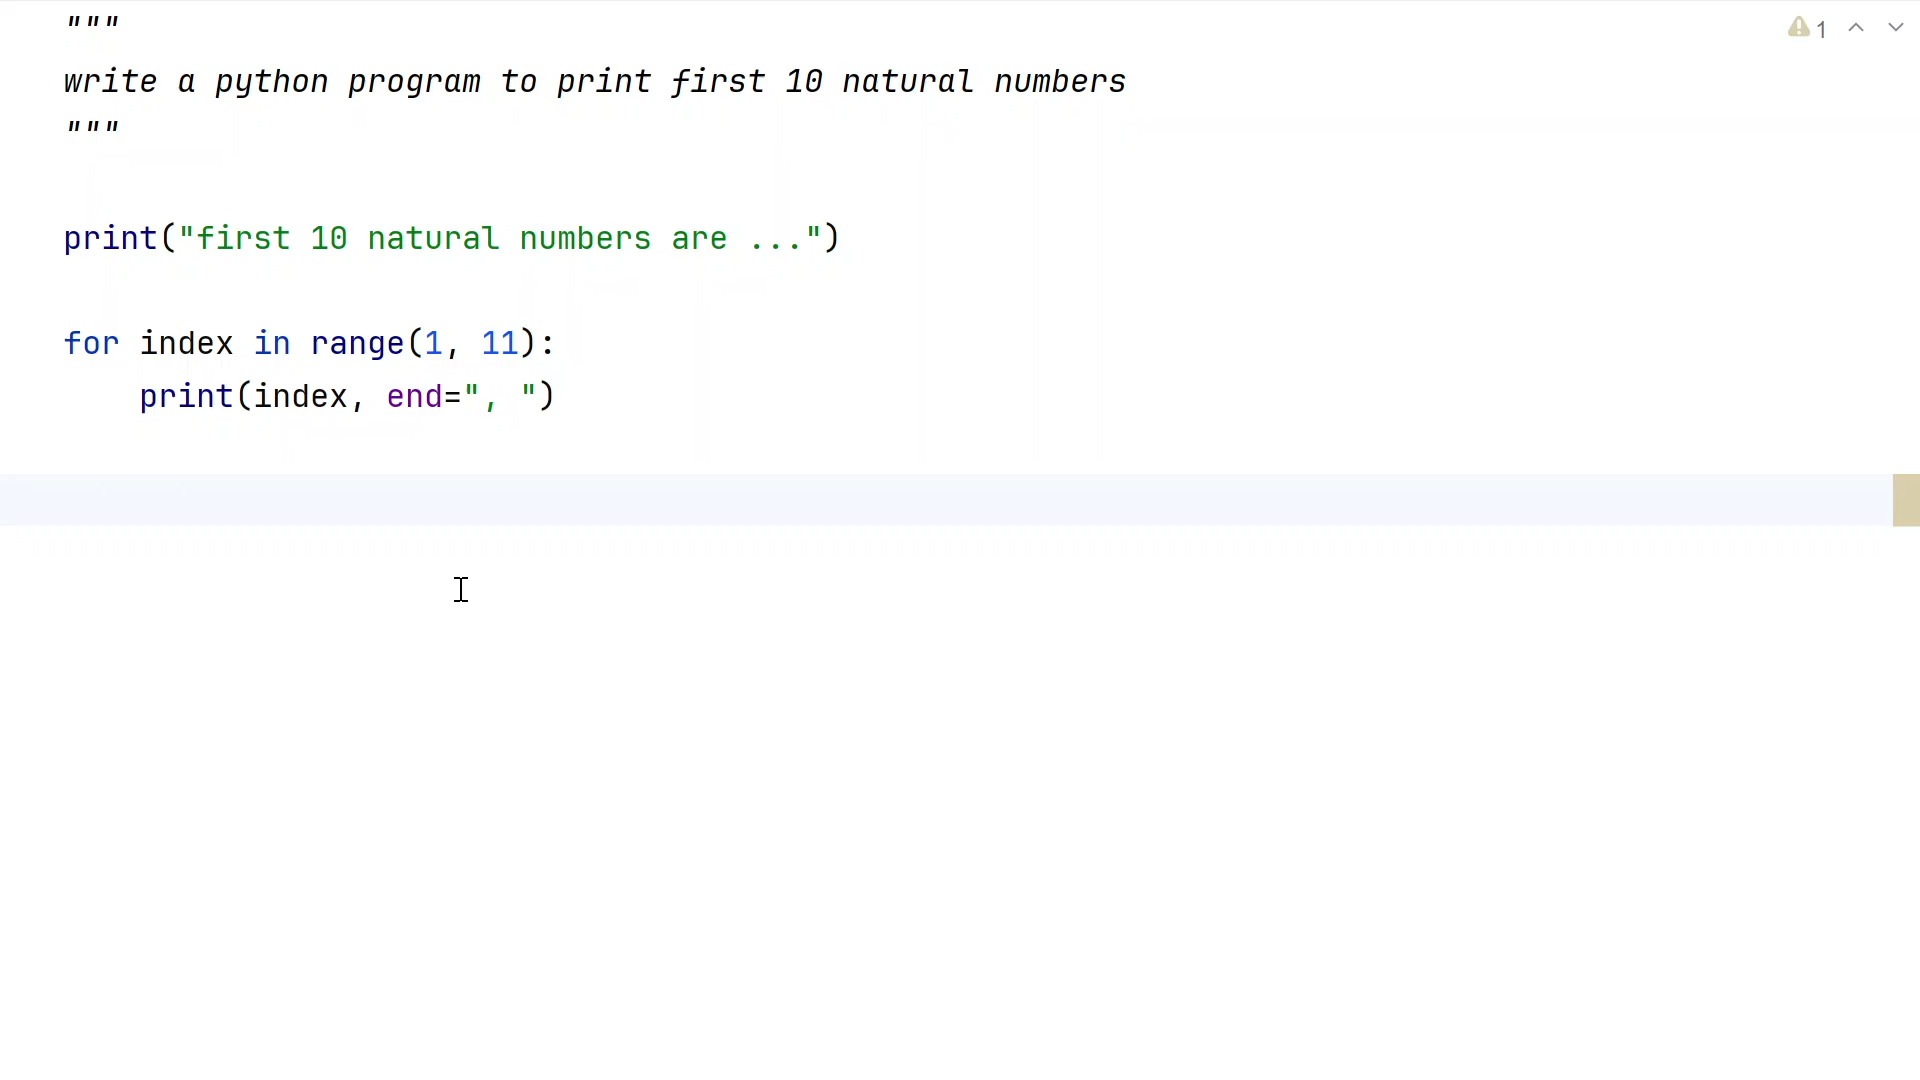 """
write a python program to print first 10 natural numbers
"""
print("first 10 natural numbers are ...")
for index in range(1, 11):
    print(index, end=", ")
1